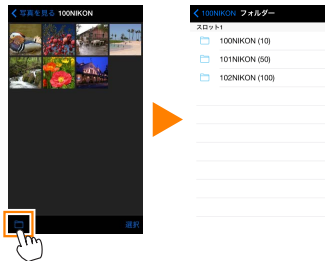 写真を見る 100NIKON
選択
100NIKON フォルダー
スロット1
100NIKON (10)
101NIKON (50)
102NIKON (100)